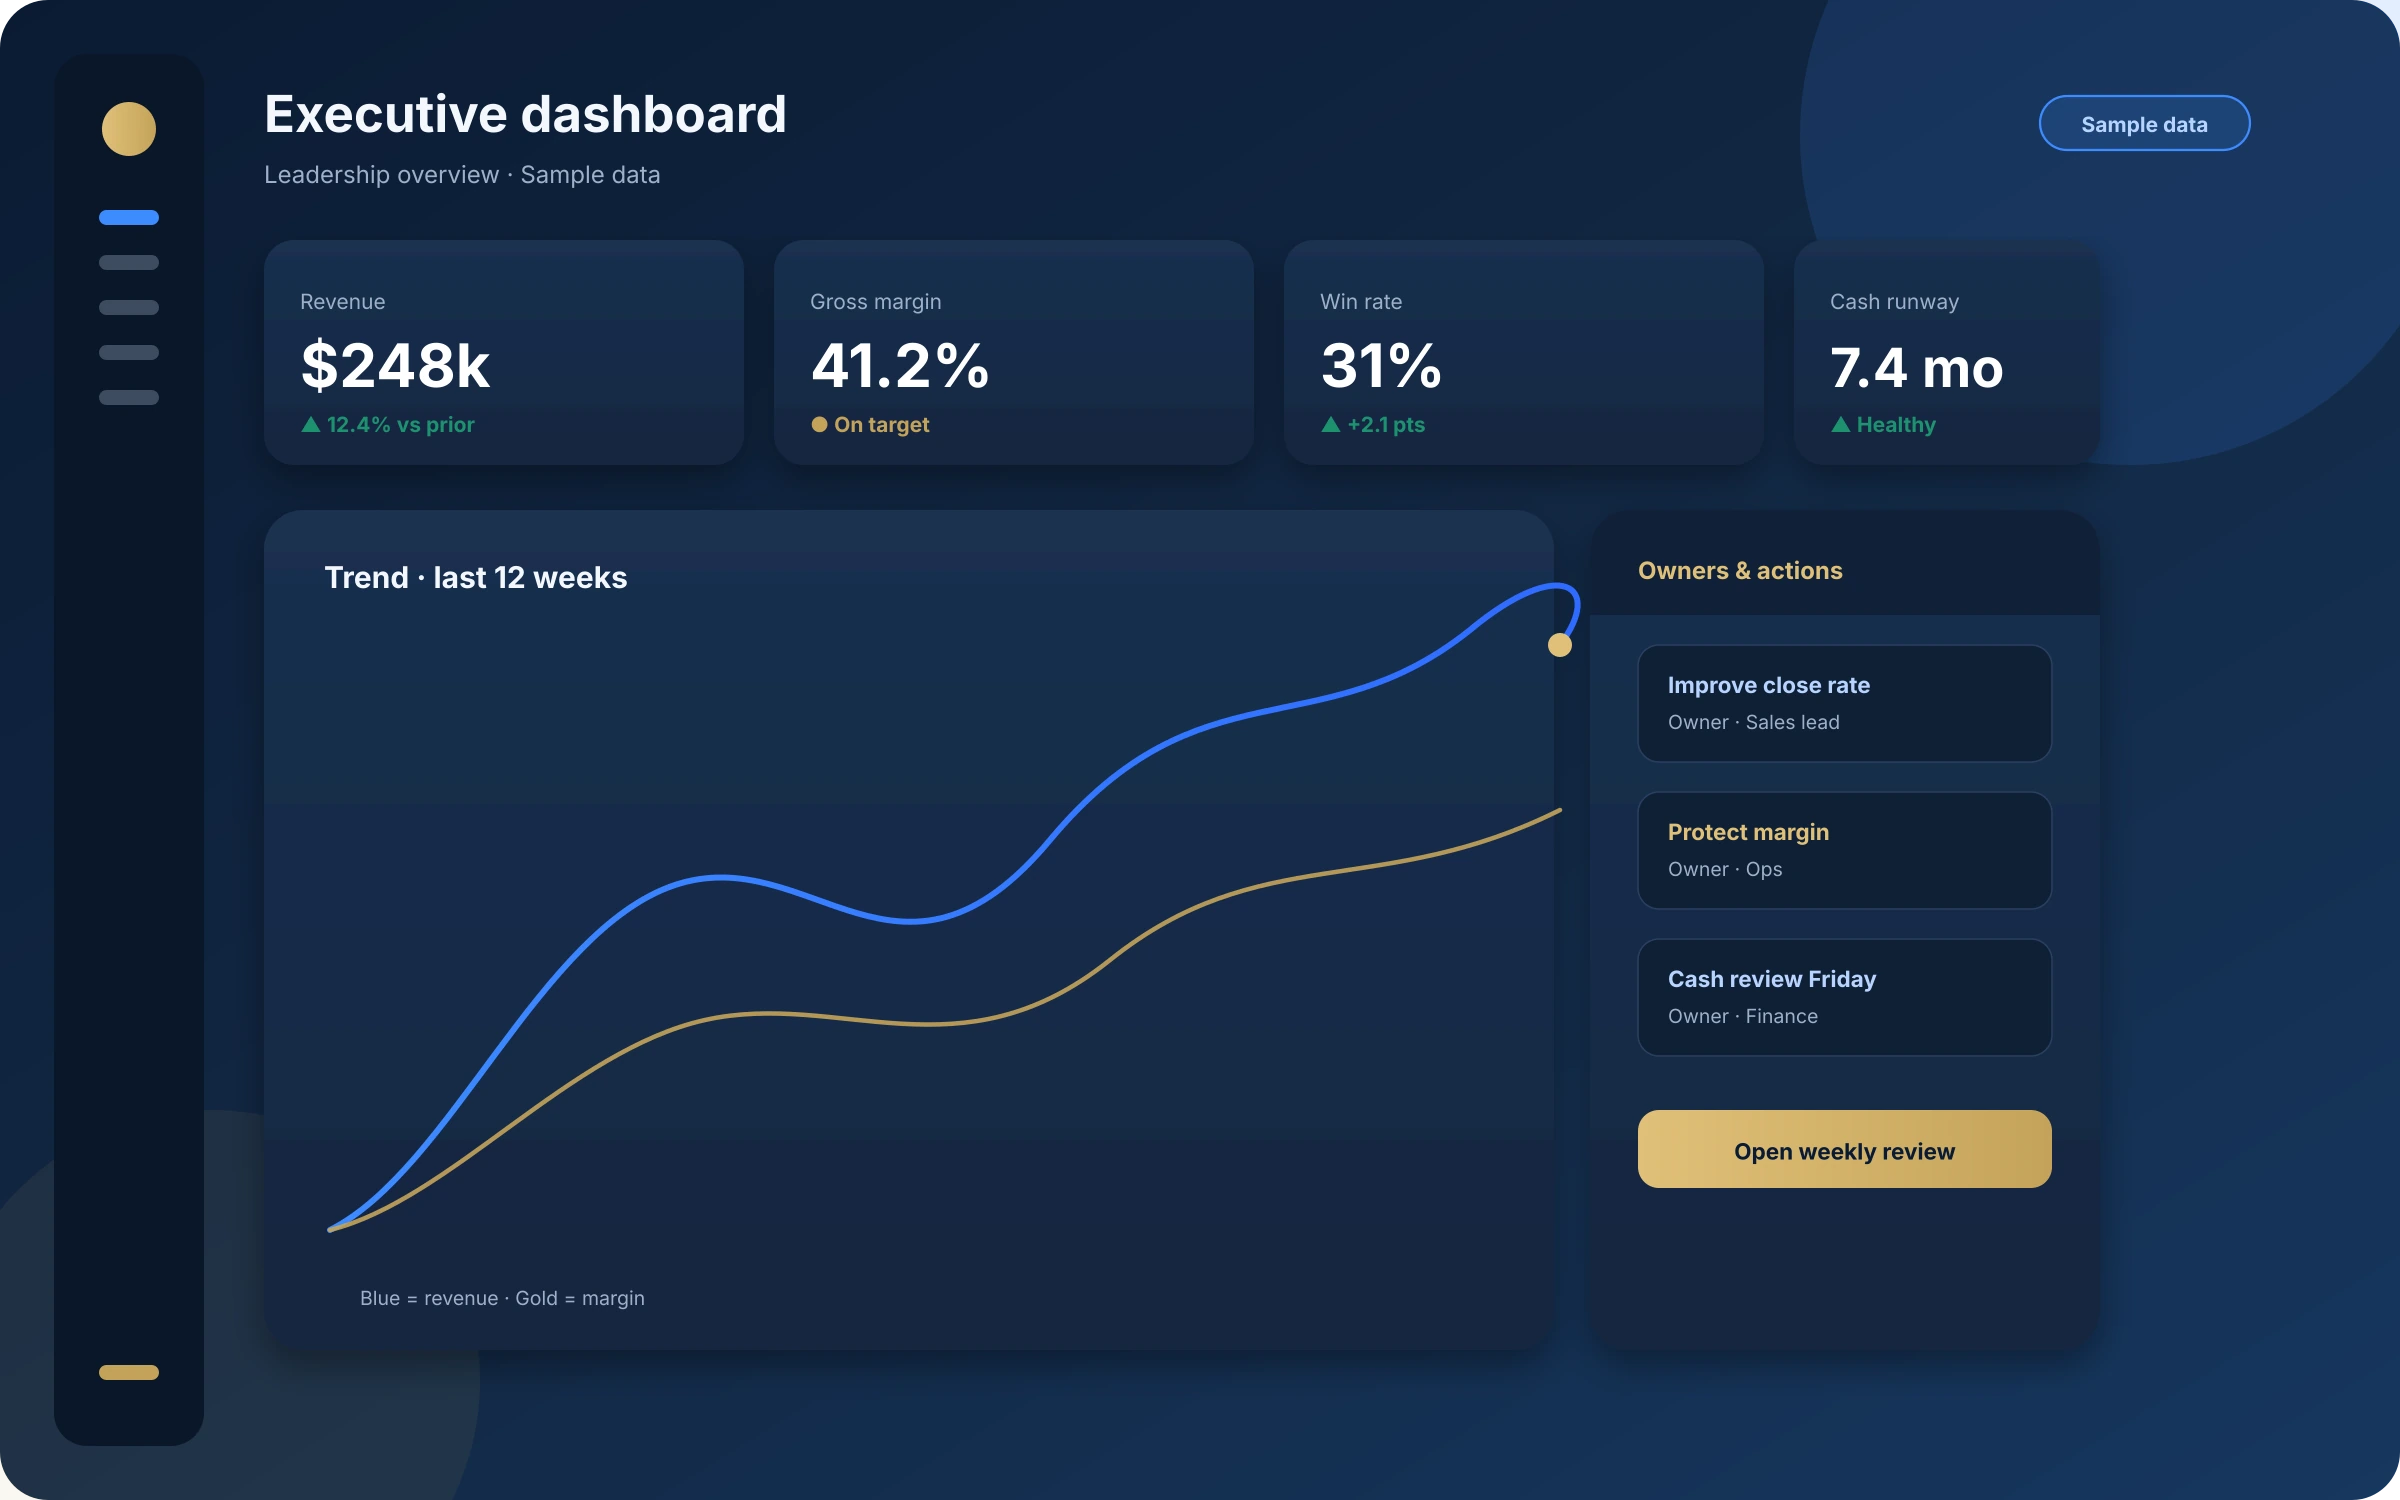 Executive dashboard
Leadership overview · Sample data
Sample data
Revenue
$248k
▲ 12.4% vs prior
Gross margin
41.2%
● On target
Win rate
31%
▲ +2.1 pts
Cash runway
7.4 mo
▲ Healthy
Trend · last 12 weeks
Blue = revenue · Gold = margin
Owners & actions
Improve close rate
Owner · Sales lead
Protect margin
Owner · Ops
Cash review Friday
Owner · Finance
Open weekly review